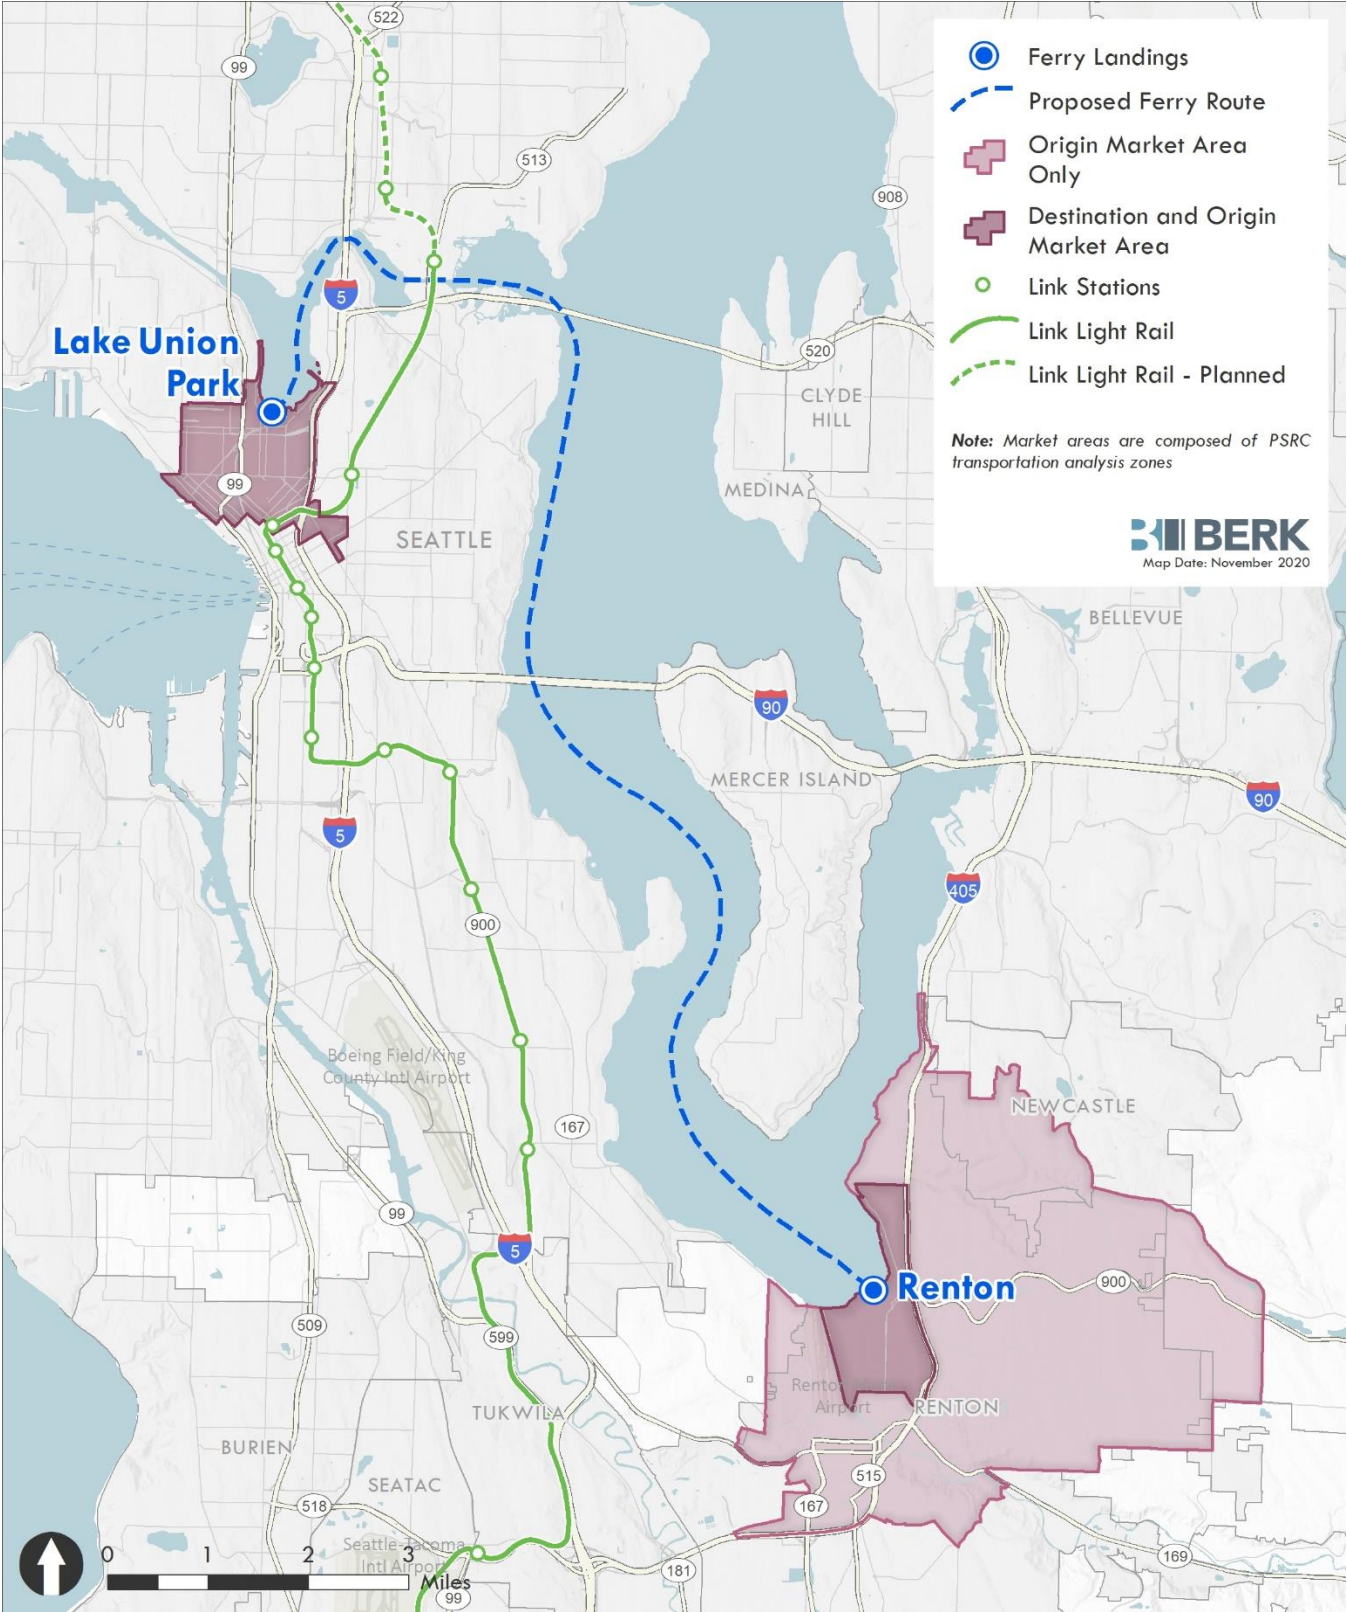 522
99
513
908
5
Lake Union
Park
520
CLYDE
HILL
99
MEDINA
SEATTLE
BELLEVUE
90
MERCER ISLAND
90
5
405
900
Boeing Field/King
County Intl Airport
NEWCASTLE
167
99
5
Renton
900
509
599
Airport
RENTON
TUKWILA
BURIEN
515
SEATAC
167
518
Seattle-Tacoma
Intl Airport
169
181
99
0 1 2 3
Miles
Ferry Landings
Proposed Ferry Route
Origin Market Area
Only
Destination and Origin
Market Area
Link Stations
Link Light Rail
Link Light Rail - Planned
Note: Market areas are composed of PSRC
transportation analysis zones
BERK
Map Date: November 2020